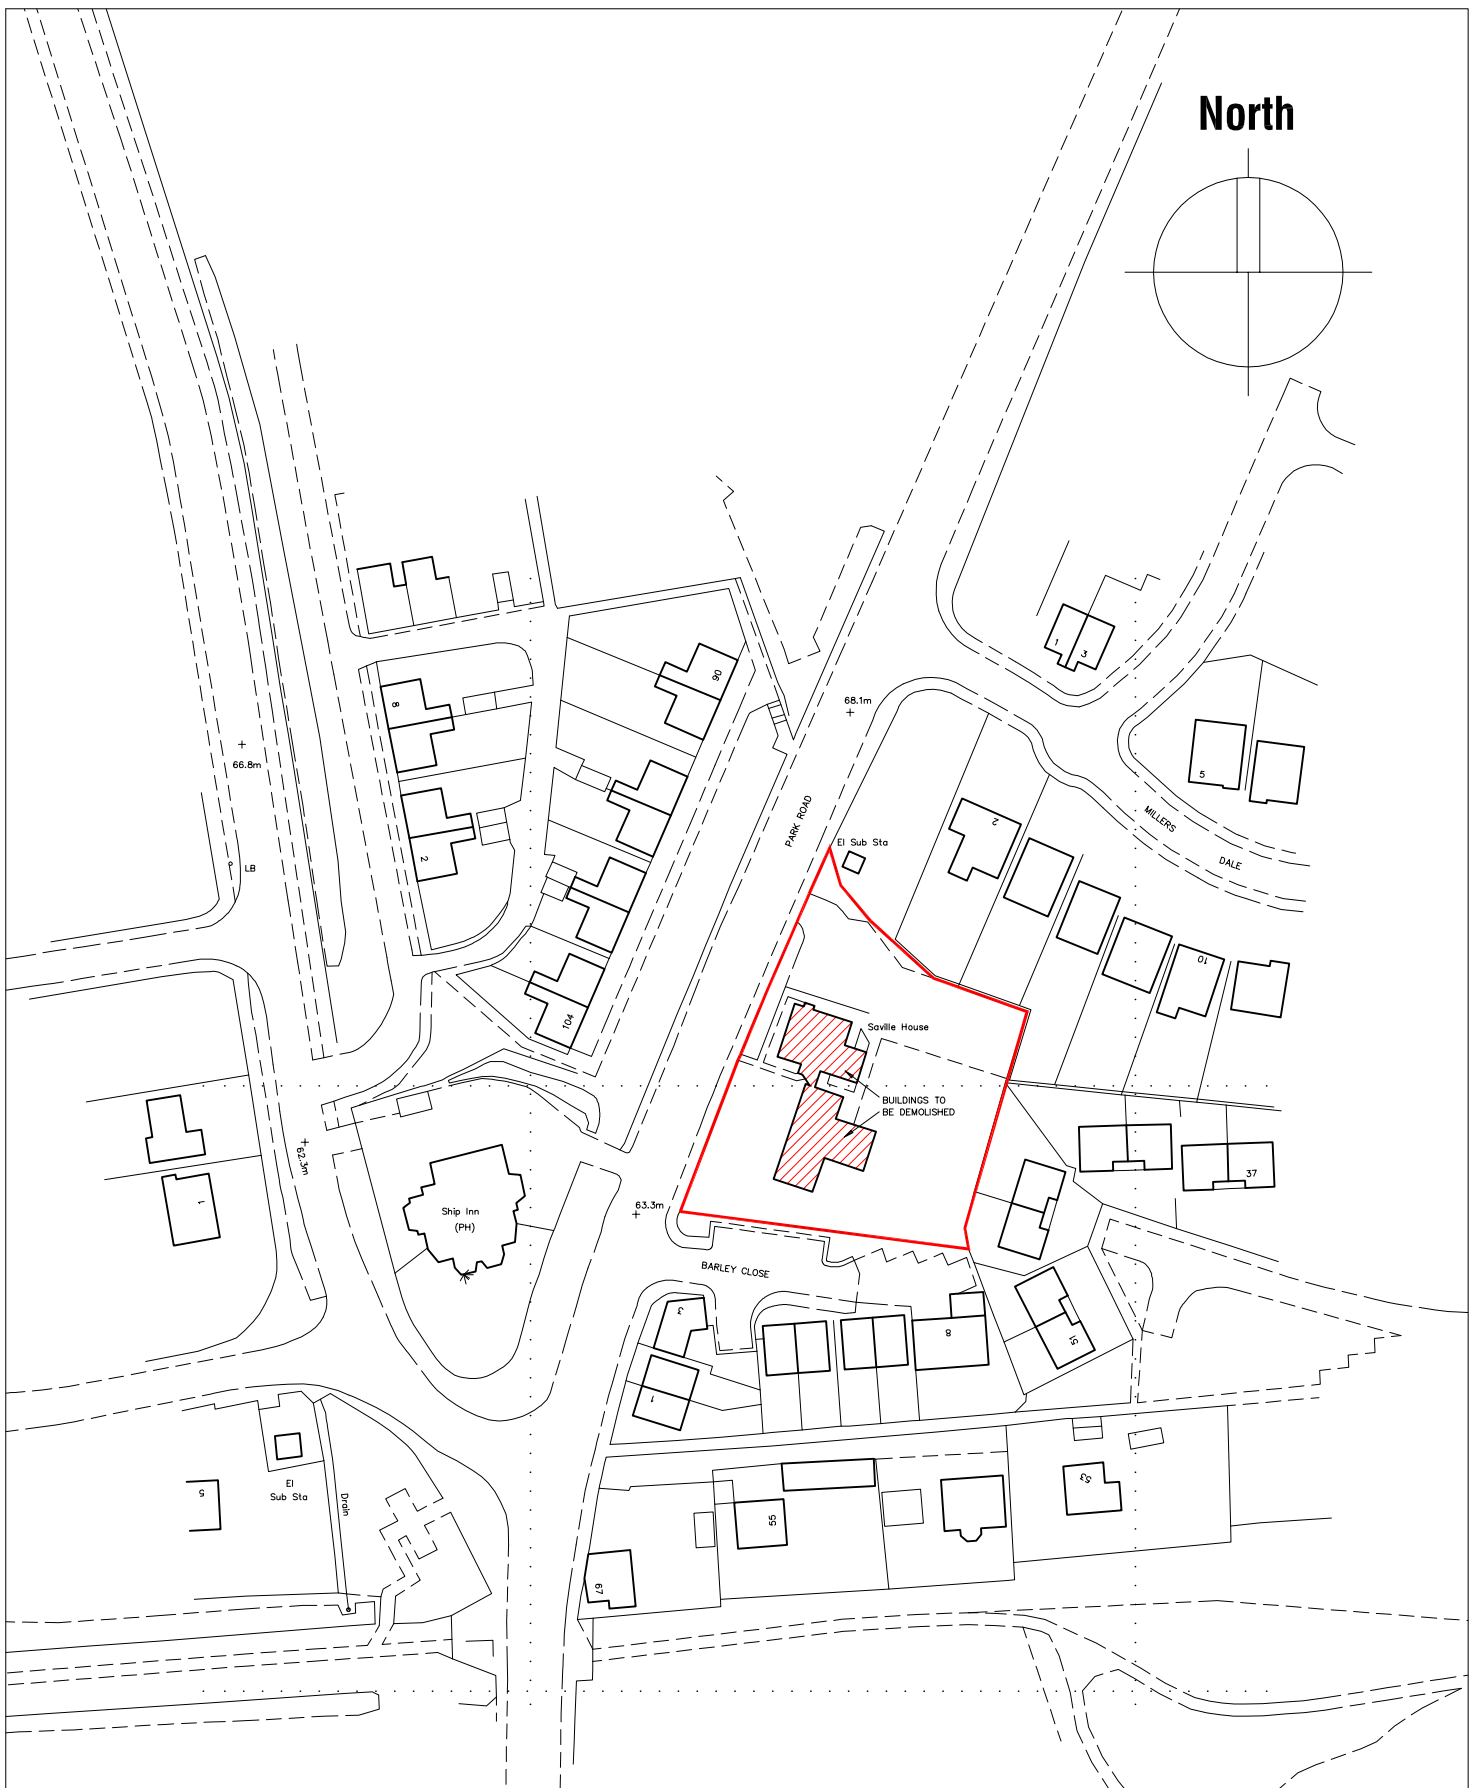 North
1
3
90
8
68.1m
66.8m
5
MILLERS
PARK ROAD
2
El Sub Sta
2
DALE
LB
10
104
Saville House
BUILDINGS TO
BE DEMOLISHED
62.3m
37
1
Ship Inn
(PH)
63.3m
BARLEY CLOSE
3
8
51
1
El
Sub Sta
5
Drain
53
55
67